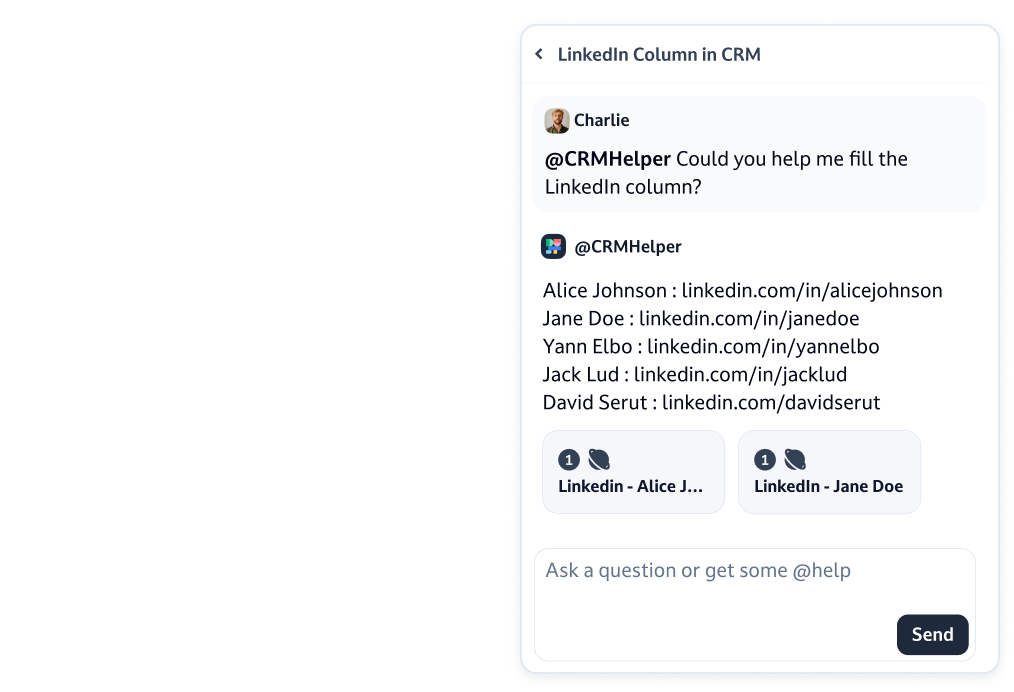 LinkedIn Column in CRM
Charlie
@CRMHelper Could you help me fill the
LinkedIn column?
@CRMHelper
Alice Johnson : linkedin.com/in/alicejohnson
Jane Doe : linkedin.com/in/janedoe
Yann Elbo : linkedin.com/in/yannelbo
Jack Lud : linkedin.com/in/jacklud
David Serut : linkedin.com/davidserut
1
Linkedin - Alice J...
1
LinkedIn - Jane Doe
Ask a question or get some @help
Send